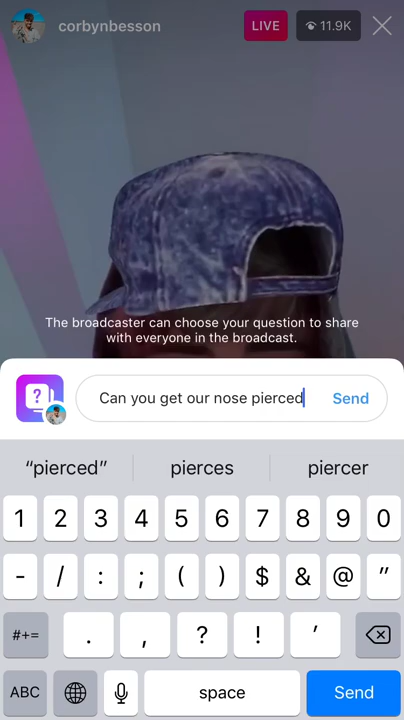 corbynbesson
LIVE
11.9K
The broadcaster can choose your question to share
with everyone in the broadcast.
?
Can you get our nose pierced
Send
“pierced” pierces piercer
1 2 3 4 5 6 7 8 9 0
- / : ; ( ) $ & @ ”
#+= . , ? ! ’
ABC space Send